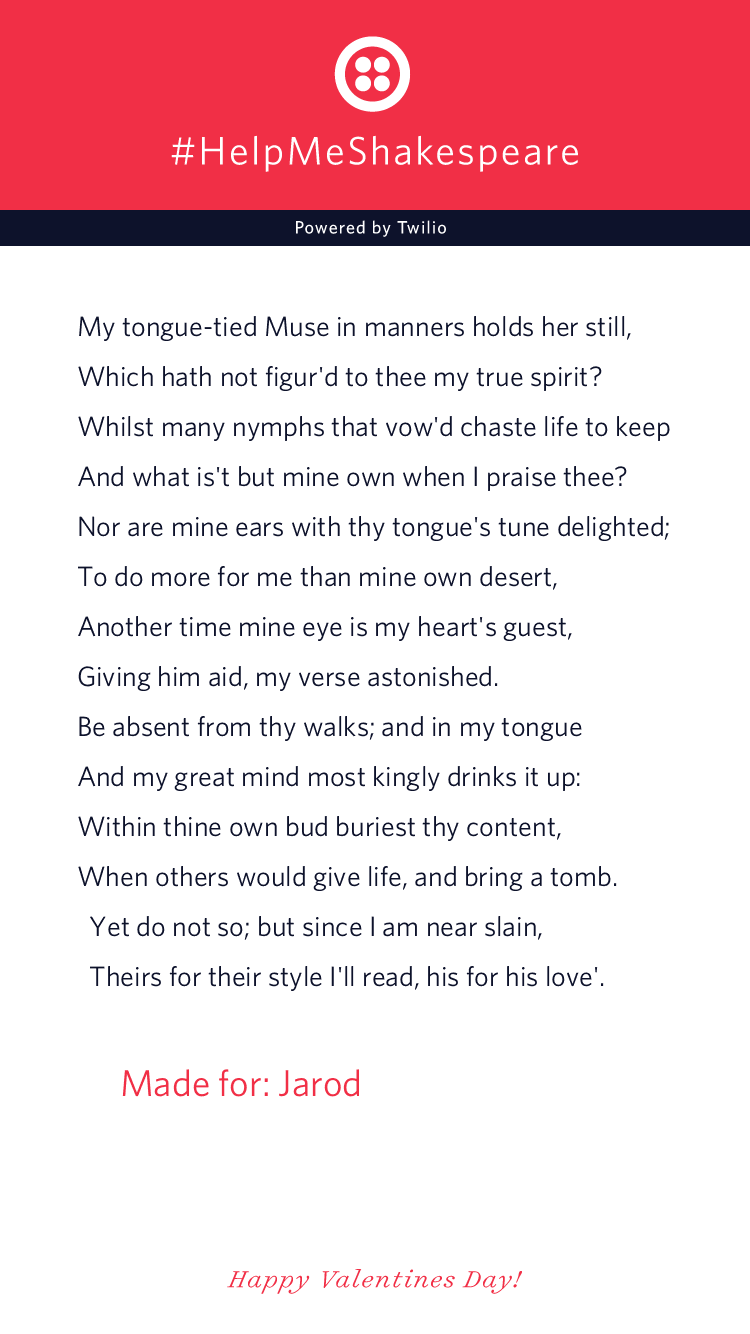 #HelpMeShakespeare
Powered by Twilio
My tongue-tied Muse in manners holds her still,
Which hath not figur'd to thee my true spirit?
Whilst many nymphs that vow'd chaste life to keep
And what is't but mine own when I praise thee?
Nor are mine ears with thy tongue's tune delighted;
To do more for me than mine own desert,
Another time mine eye is my heart's guest,
Giving him aid, my verse astonished.
Be absent from thy walks; and in my tongue
And my great mind most kingly drinks it up:
Within thine own bud buriest thy content,
When others would give life, and bring a tomb.
Yet do not so; but since I am near slain,
Theirs for their style I'll read, his for his love'.
Made for: Jarod
Happy Valentines Day!